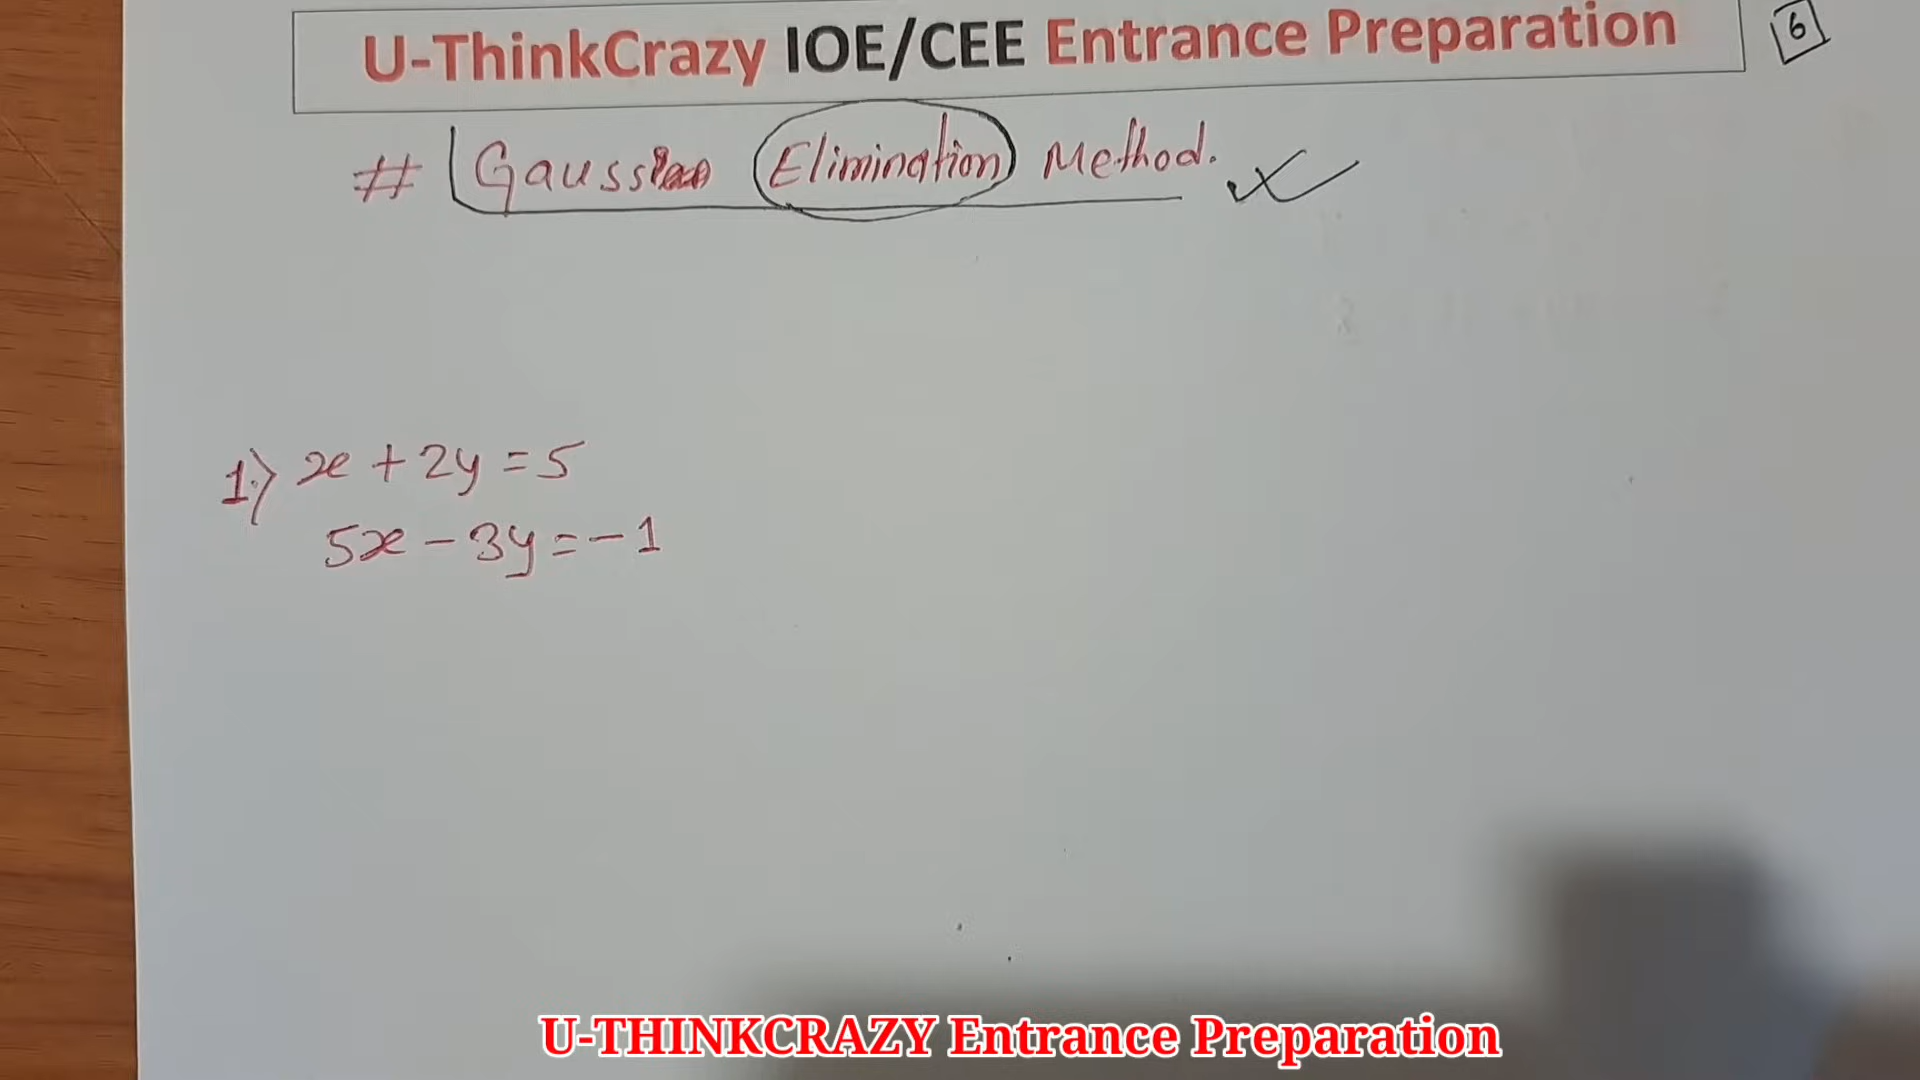 U-ThinkCrazy IOE/CEE Entrance Preparation
6
# Gaussian Elimination Method.
1.) x + 2y = 5
5x - 3y = -1
U-THINKCRAZY Entrance Preparation